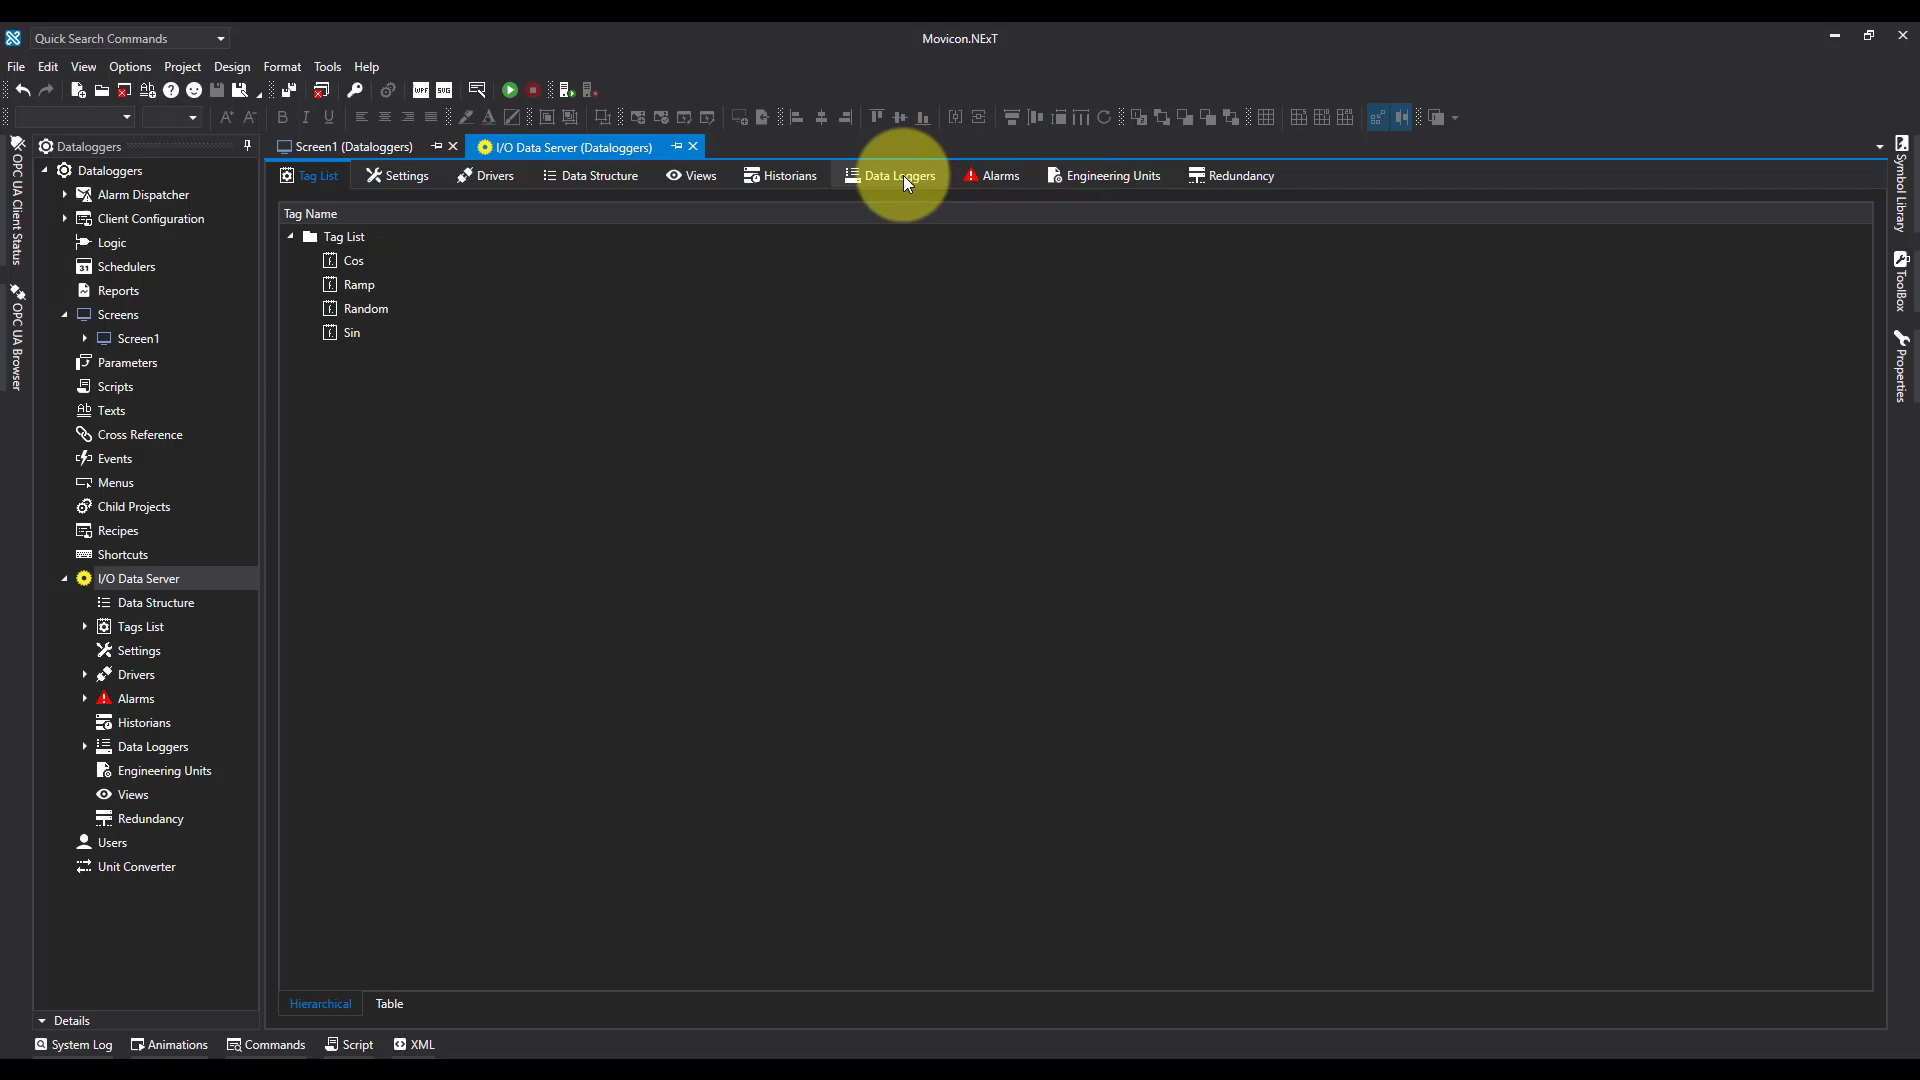 Quick Search Commands
Movicon.NExT
File Edit View Options Project Design Format Tools Help
WPF SVG
OPC UA Client Status
OPC UA Browser
Dataloggers
Dataloggers
Alarm Dispatcher
Client Configuration
Logic
31 Schedulers
Reports
Screens
Screen1
Parameters
Scripts
Texts
Cross Reference
Events
Menus
Child Projects
Recipes
Shortcuts
I/O Data Server
Data Structure
Tags List
Settings
Drivers
Alarms
Historians
Data Loggers
Engineering Units
Views
Redundancy
Users
Unit Converter
Details
Screen1 (Dataloggers) I/O Data Server (Dataloggers)
Tag List Settings Drivers Data Structure Views Historians Data Loggers Alarms Engineering Units Redundancy
Tag Name
Tag List
Cos
Ramp
Random
Sin
Hierarchical Table
Symbol Library
ToolBox
Properties
System Log Animations Commands Script XML